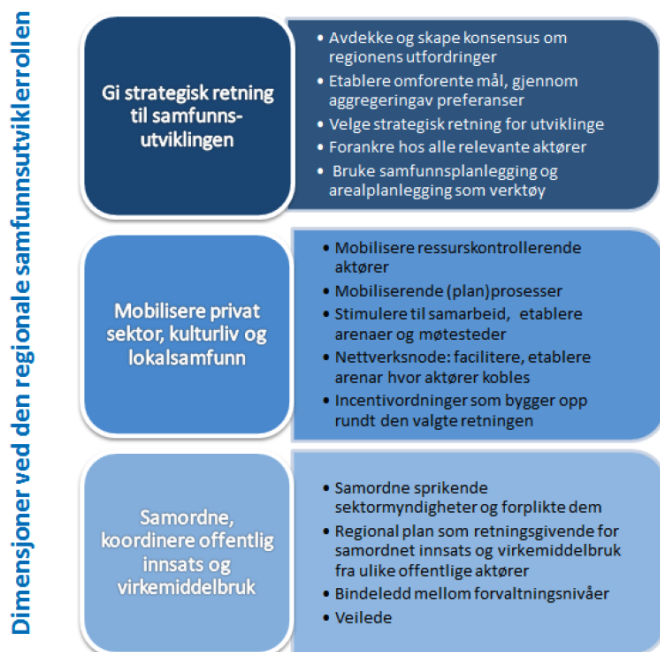 Dimensjoner ved den regionale samfunnsutviklerrollen
Gi strategisk retning
til samfunns-
utviklingen
• Avdekke og skape konsensus om
regionens utfordringer
• Etablere omforente mål, gjennom
aggregeringav preferanser
• Velge strategisk retning for utviklinge
• Forankre hos alle relevante aktører
• Bruke samfunnsplanlegging og
arealplanlegging som verktøy
Mobilisere privat
sektor, kulturliv og
lokalsamfunn
• Mobilisere ressurskontrollerende
aktører
• Mobiliserende (plan)prosesser
• Stimulere til samarbeid, etablere
arenaer og møtesteder
• Nettverksnode: facilitere, etablere
arenar hvor aktører kobles
• Incentivordninger som bygger opp
rundt den valgte retningen
Samordne,
koordinere offentlig
innsats og
virkemiddelbruk
• Samordne sprikende
sektormyndigheter og forplikte dem
• Regional plan som retningsgivende for
samordnet innsats og virkemiddelbruk
fra ulike offentlige aktører
• Bindeledd mellom forvaltningsnivåer
• Veilede